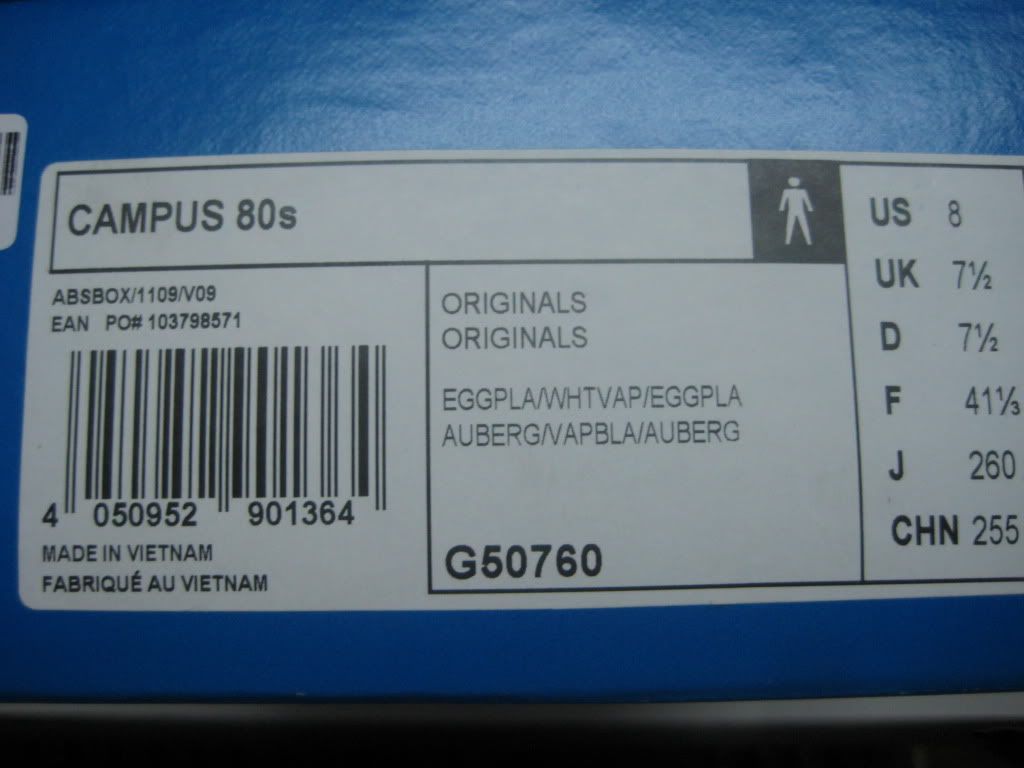 CAMPUS 80s
ABSBOX/1109/V09
EAN PO# 103798571
4 050952 901364
MADE IN VIETNAM
FABRIQUÉ AU VIETNAM
ORIGINALS
ORIGINALS
EGGPLA/WHTVAP/EGGPLA
AUBERG/VAPBLA/AUBERG
G50760
US 8
UK 7½
D 7½
F 41⅓
J 260
CHN 255